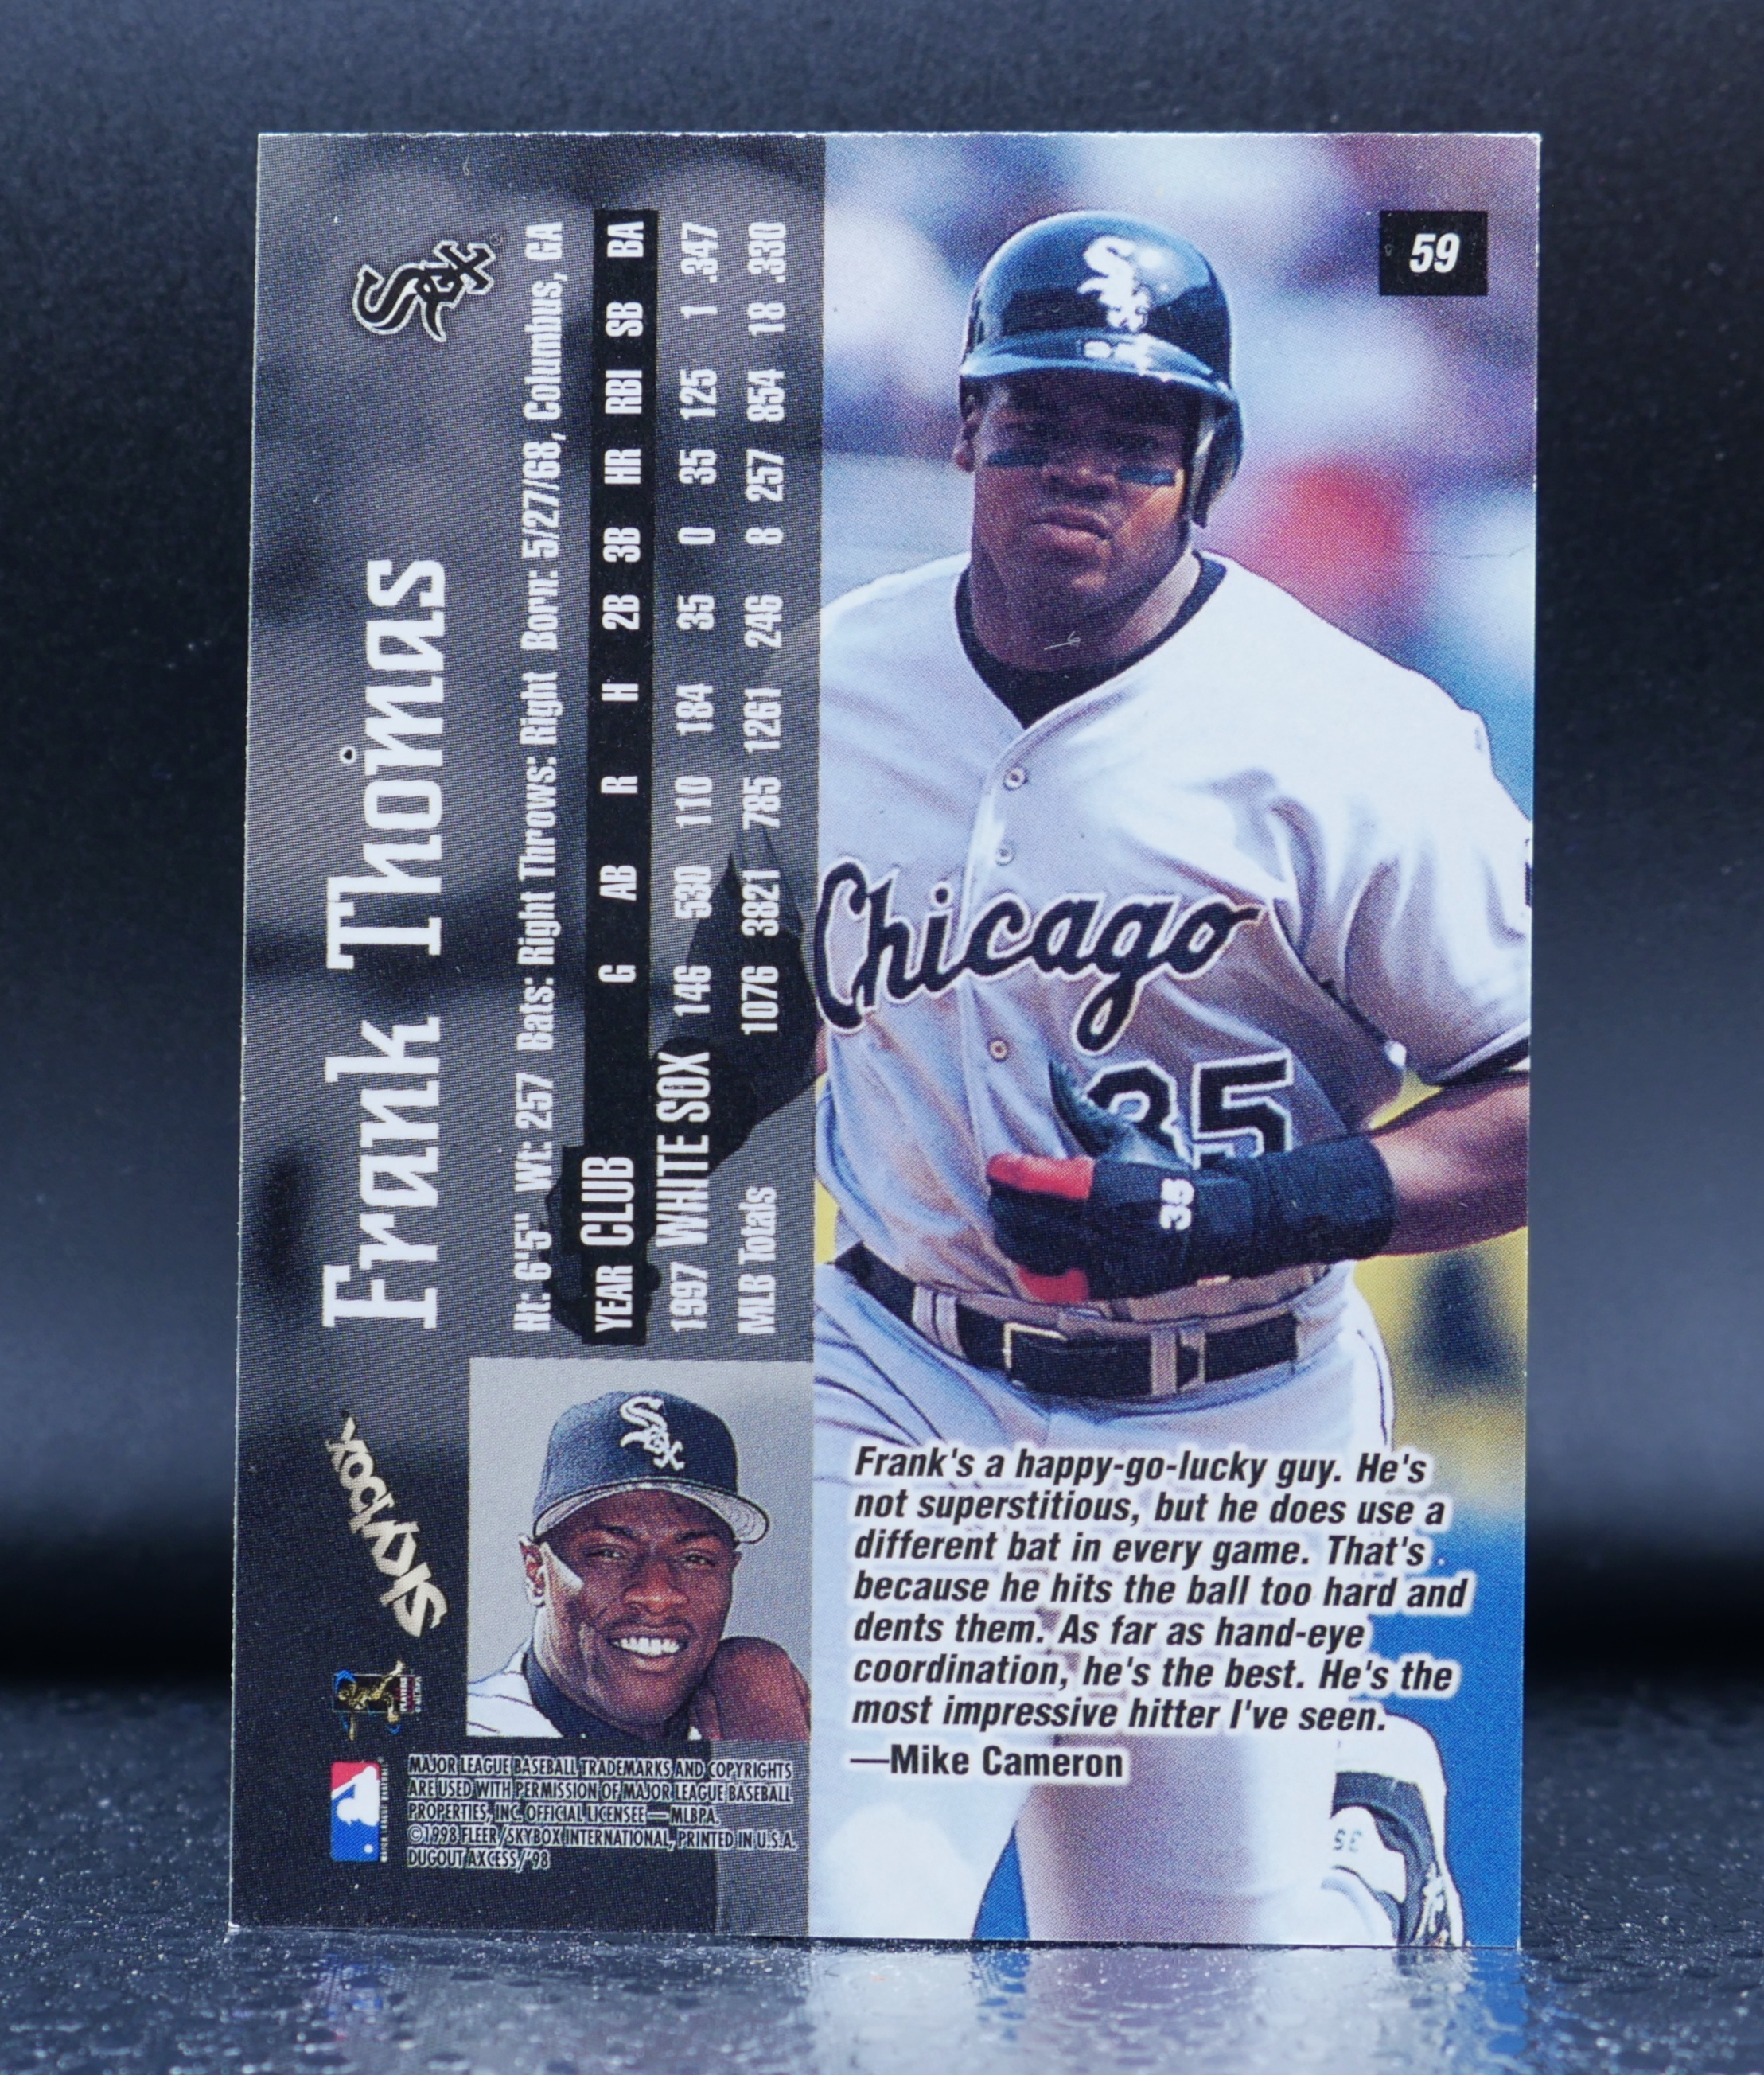 59
Frank Thomas
Sox
Ht: 6'5" Wt: 257 Bats: Right Throws: Right Born: 5/27/68, Columbus, GA
YEAR CLUB G AB R H 2B 3B HR RBI SB BA
1997 WHITE SOX 146 530 110 184 35 0 35 125 1 .347
MLB Totals 1076 3821 785 1261 246 8 257 854 18 .330
Sox
Chicago
35
35
Sox
SkyBox
Frank's a happy-go-lucky guy. He's
not superstitious, but he does use a
different bat in every game. That's
because he hits the ball too hard and
dents them. As far as hand-eye
coordination, he's the best. He's the
most impressive hitter I've seen.
—Mike Cameron
MAJOR LEAGUE BASEBALL TRADEMARKS AND COPYRIGHTS
ARE USED WITH PERMISSION OF MAJOR LEAGUE BASEBALL
PROPERTIES, INC. OFFICIAL LICENSEE — MLBPA.
©1998 FLEER/SKYBOX INTERNATIONAL, PRINTED IN U.S.A.
DUGOUT AXCESS/'98